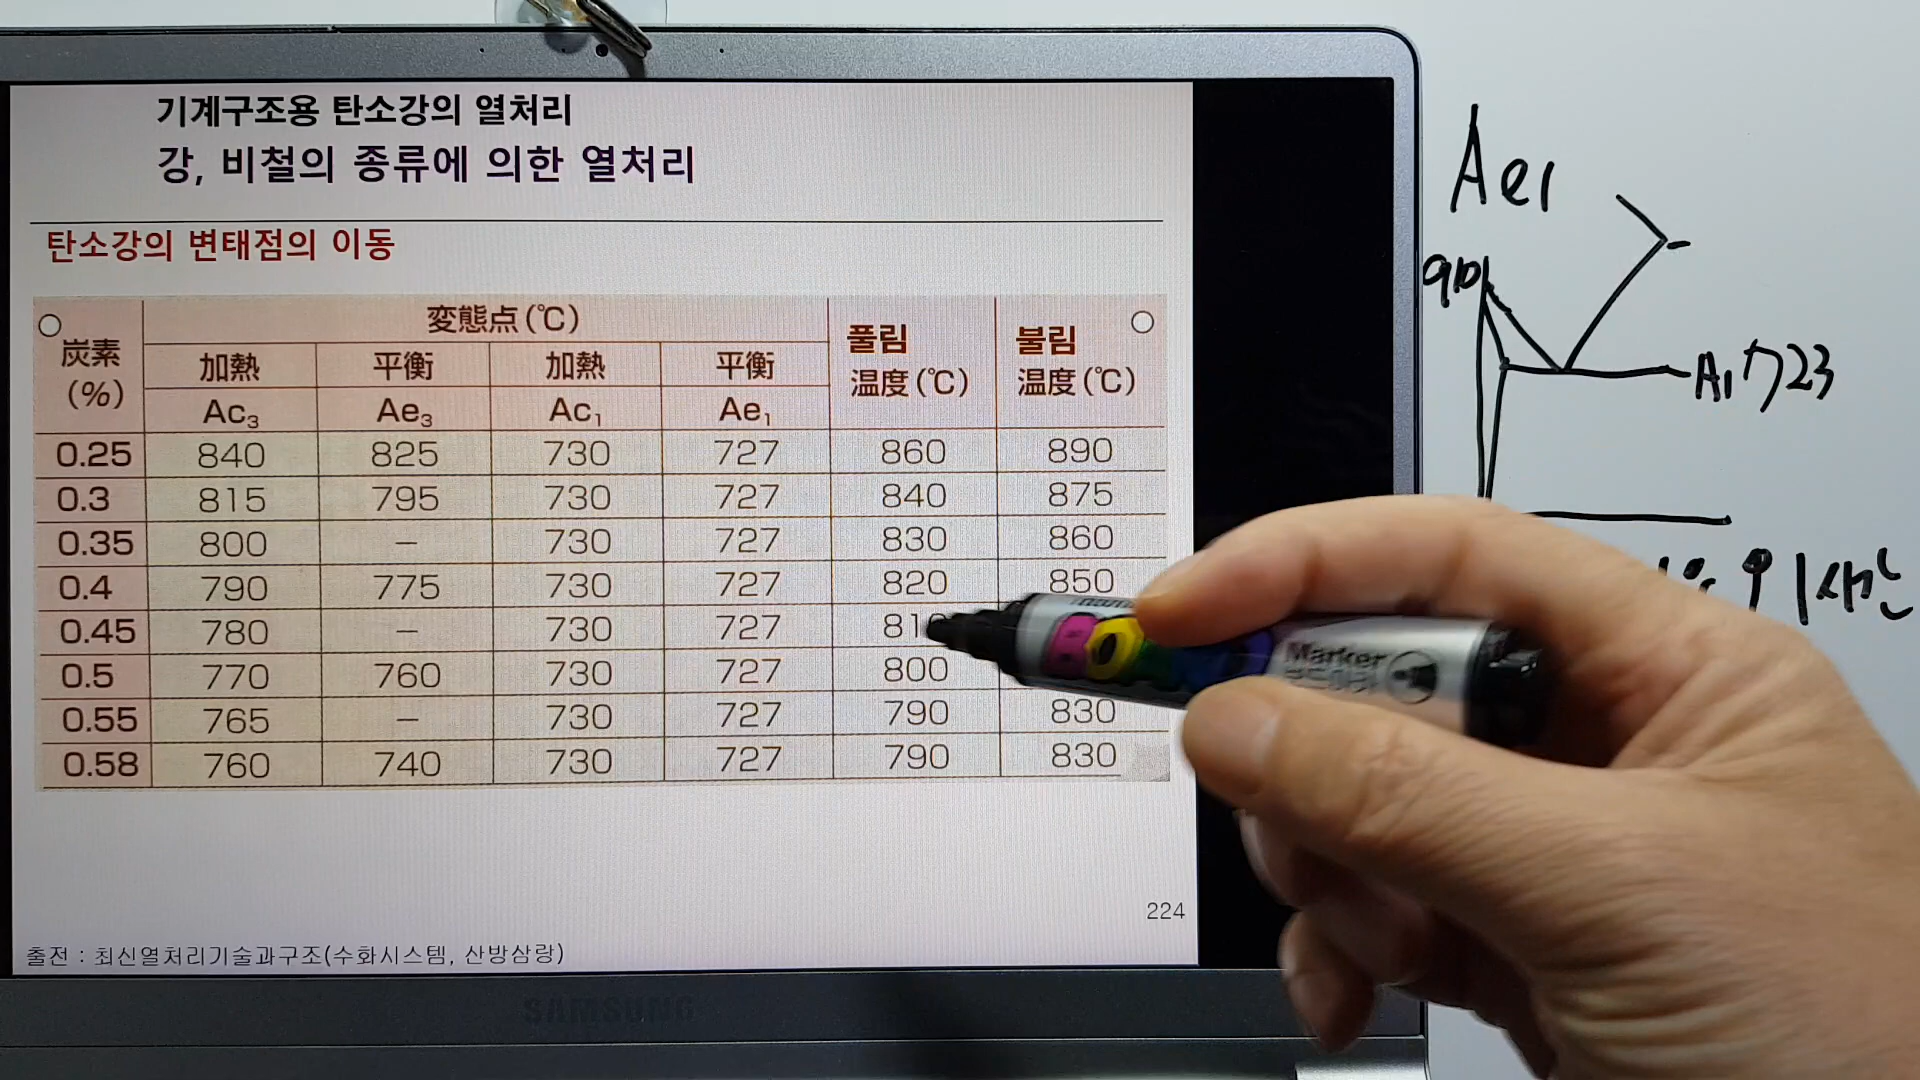 기계구조용 탄소강의 열처리
강, 비철의 종류에 의한 열처리
탄소강의 변태점의 이동
炭素(%) 変態点(℃) 풀림 温度(℃) 불림 温度(℃)
加熱 平衡 加熱 平衡
Ac₃ Ae₃ Ac₁ Ae₁
0.25 840 825 730 727 860 890
0.3 815 795 730 727 840 875
0.35 800 — 730 727 830 860
0.4 790 775 730 727 820 850
0.45 780 — 730 727
0.5 770 760 730 727 800
0.55 765 — 730 727 790 830
0.58 760 740 730 727 790 830
224
출전 : 최신열처리기술과구조(수화시스템, 산방삼랑)
SAMSUNG
Ae1
910
A1 723
Marker